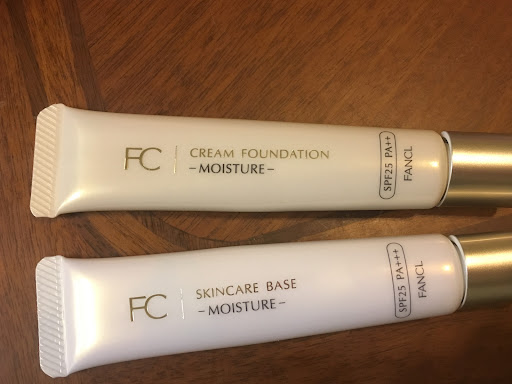 FC
CREAM FOUNDATION
-MOISTURE-
SPF25 PA++
FANCL
FC
SKINCARE BASE
-MOISTURE-
SPF25 PA+++
FANCL